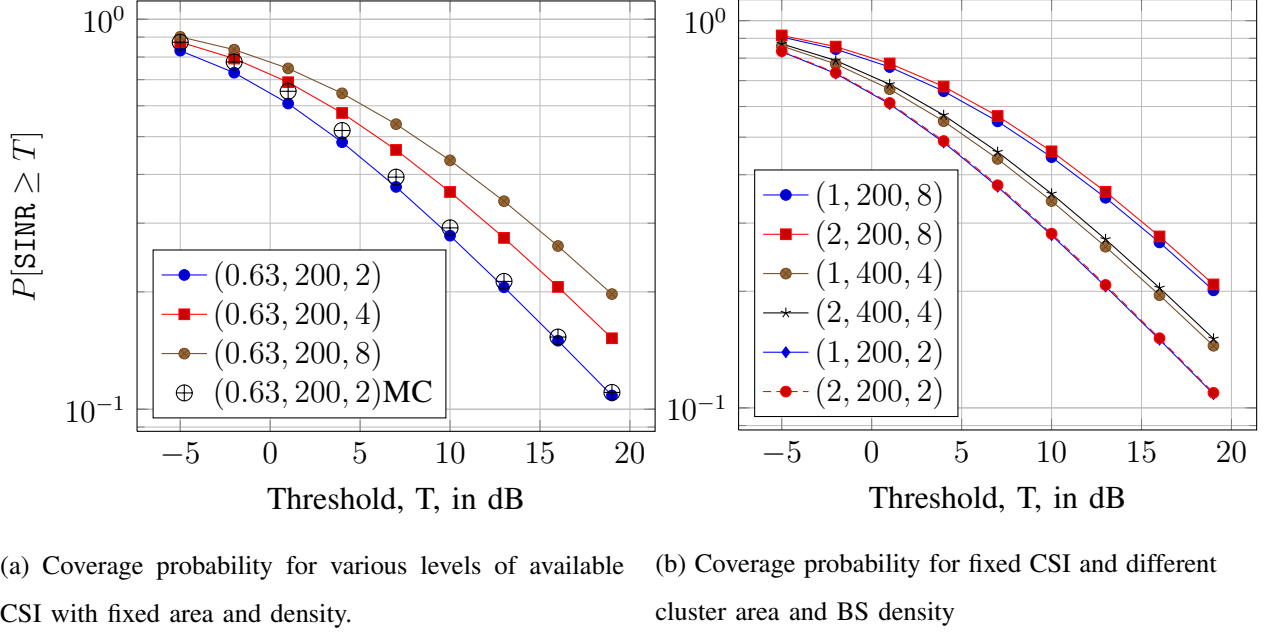 10^0
10^{-1}
P[SINR ≥ T]
(0.63, 200, 2)
(0.63, 200, 4)
(0.63, 200, 8)
(0.63, 200, 2)MC
−5 0 5 10 15 20
Threshold, T, in dB
10^0
10^{-1}
(1, 200, 8)
(2, 200, 8)
(1, 400, 4)
(2, 400, 4)
(1, 200, 2)
(2, 200, 2)
−5 0 5 10 15 20
Threshold, T, in dB
(a) Coverage probability for various levels of available
CSI with fixed area and density.
(b) Coverage probability for fixed CSI and different
cluster area and BS density